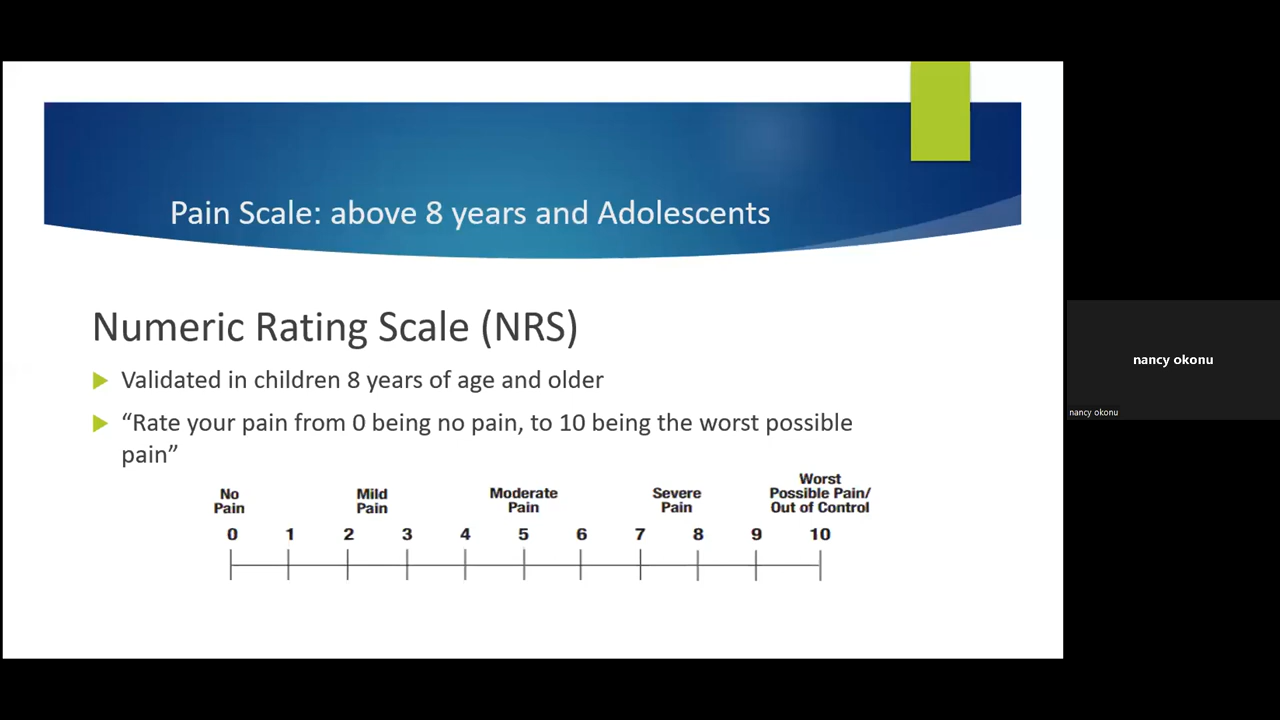 Pain Scale: above 8 years and Adolescents
Numeric Rating Scale (NRS)
Validated in children 8 years of age and older
“Rate your pain from 0 being no pain, to 10 being the worst possible
pain”
No Pain
Mild Pain
Moderate Pain
Severe Pain
Worst Possible Pain/ Out of Control
0 1 2 3 4 5 6 7 8 9 10
nancy okonu
nancy okonu